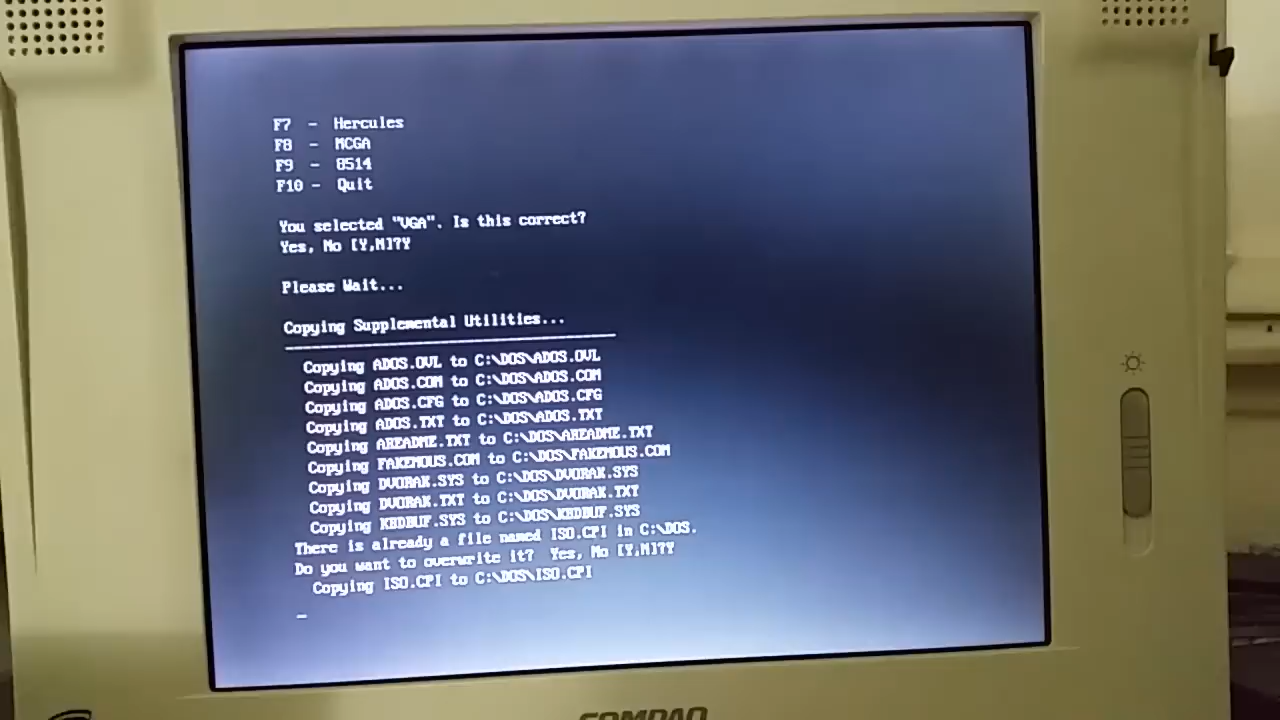 F7 - Hercules
F8 - MCGA
F9 - 8514
F10 - Quit
You selected "VGA". Is this correct?
Yes, No [Y,N]?Y
Please Wait...
Copying Supplemental Utilities...
Copying ADOS.OVL to C:\DOS\ADOS.OVL
Copying ADOS.COM to C:\DOS\ADOS.COM
Copying ADOS.CFG to C:\DOS\ADOS.CFG
Copying ADOS.TXT to C:\DOS\ADOS.TXT
Copying AREADME.TXT to C:\DOS\AREADME.TXT
Copying FAKEMOUS.COM to C:\DOS\FAKEMOUS.COM
Copying DVORAK.SYS to C:\DOS\DVORAK.SYS
Copying DVORAK.TXT to C:\DOS\DVORAK.TXT
Copying KBDBUF.SYS to C:\DOS\KBDBUF.SYS
There is already a file named ISO.CPI in C:\DOS.
Do you want to overwrite it? Yes, No [Y,N]?Y
Copying ISO.CPI to C:\DOS\ISO.CPI
COMPAQ